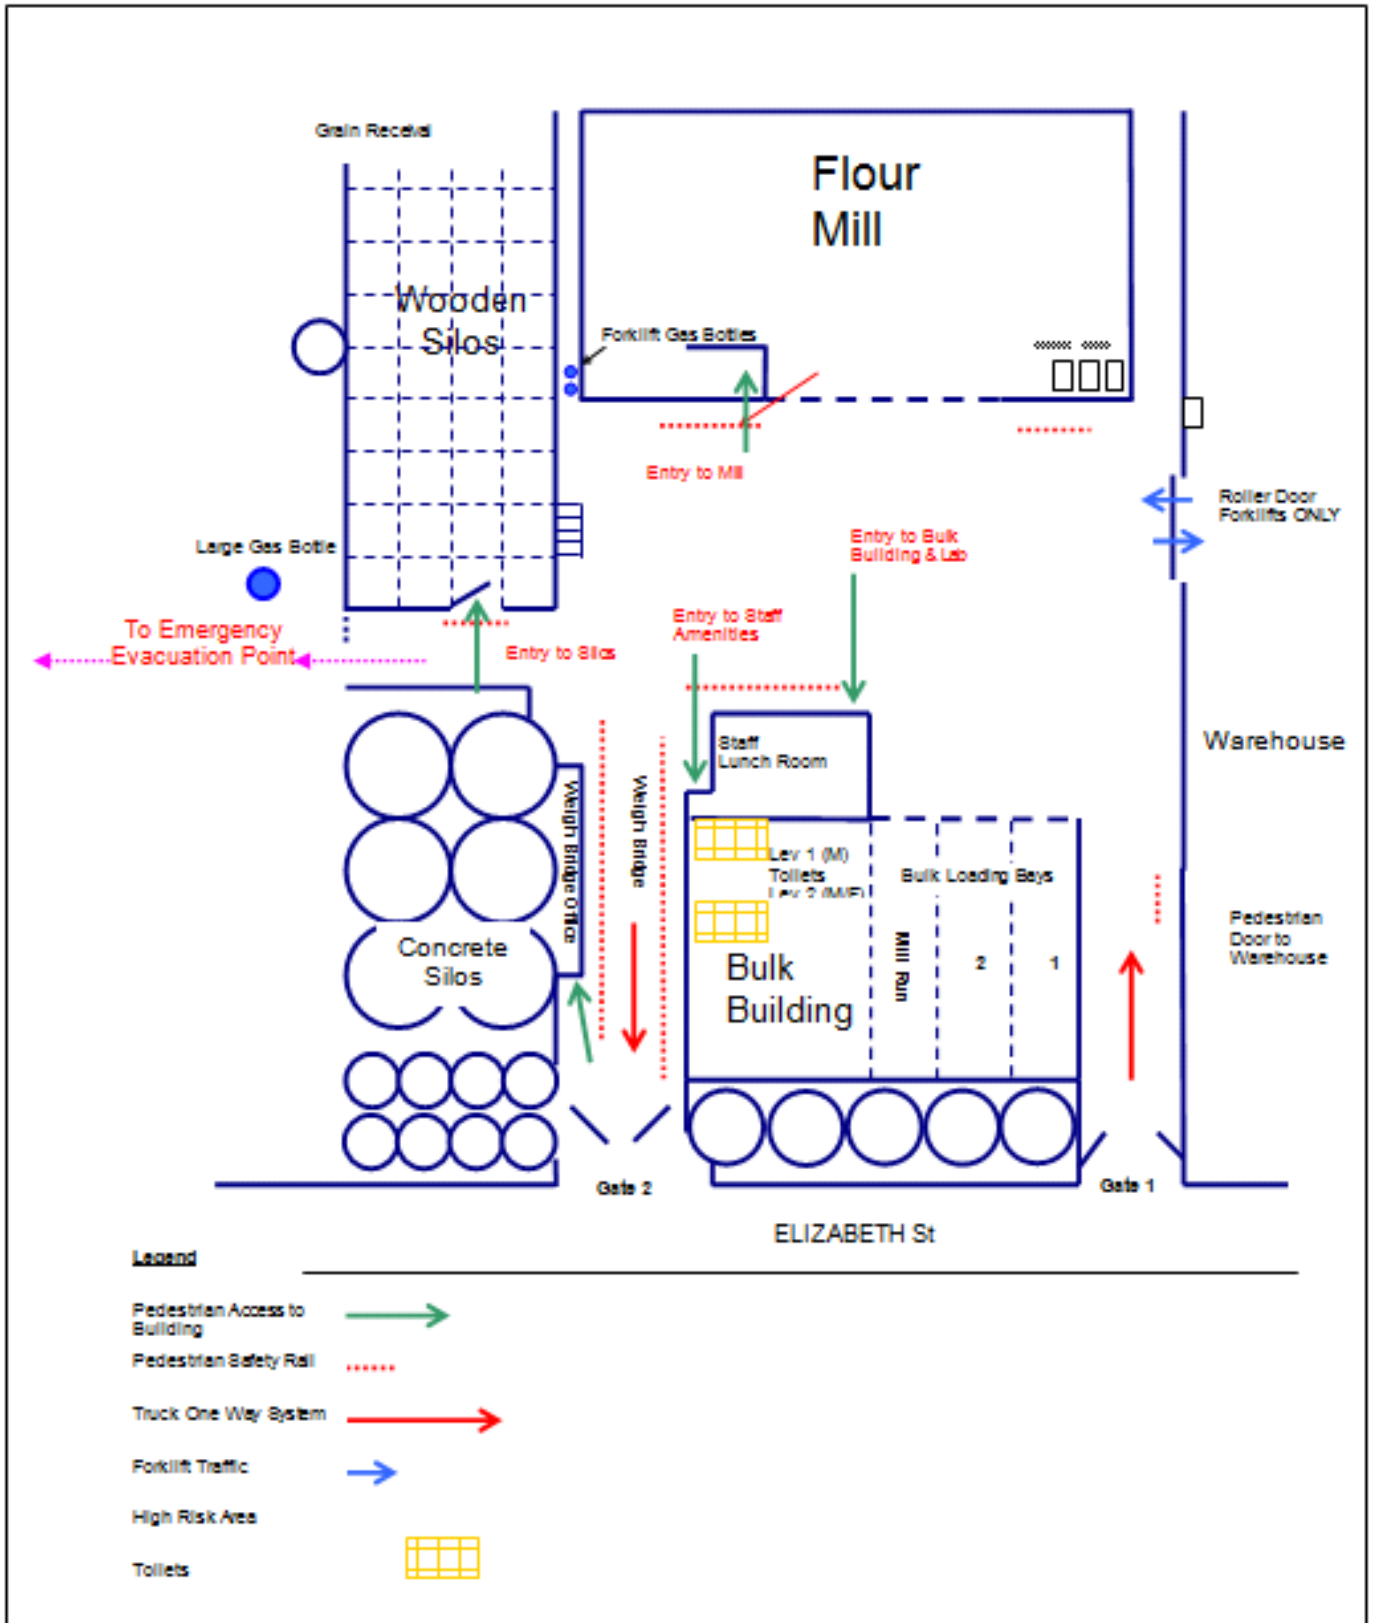 Grain Receival
Flour
Mill
Wooden
Silos
Forklift Gas Bottles
Entry to Mill
Roller Door
Forklifts ONLY
Entry to Bulk
Building & Lab
Large Gas Bottle
To Emergency
Evacuation Point
Entry to Silos
Entry to Staff
Amenities
Staff
Lunch Room
Warehouse
Weigh Bridge Office
Weigh Bridge
Lev 1 (M)
Toilets
Lev 2 (M/F)
Bulk Loading Bays
Pedestrian
Door to
Warehouse
Concrete
Silos
Bulk
Building
Mill Run
2
1
Gate 2
Gate 1
ELIZABETH St
Legend
Pedestrian Access to
Building
Pedestrian Safety Rail
Truck One Way System
Forklift Traffic
High Risk Area
Toilets